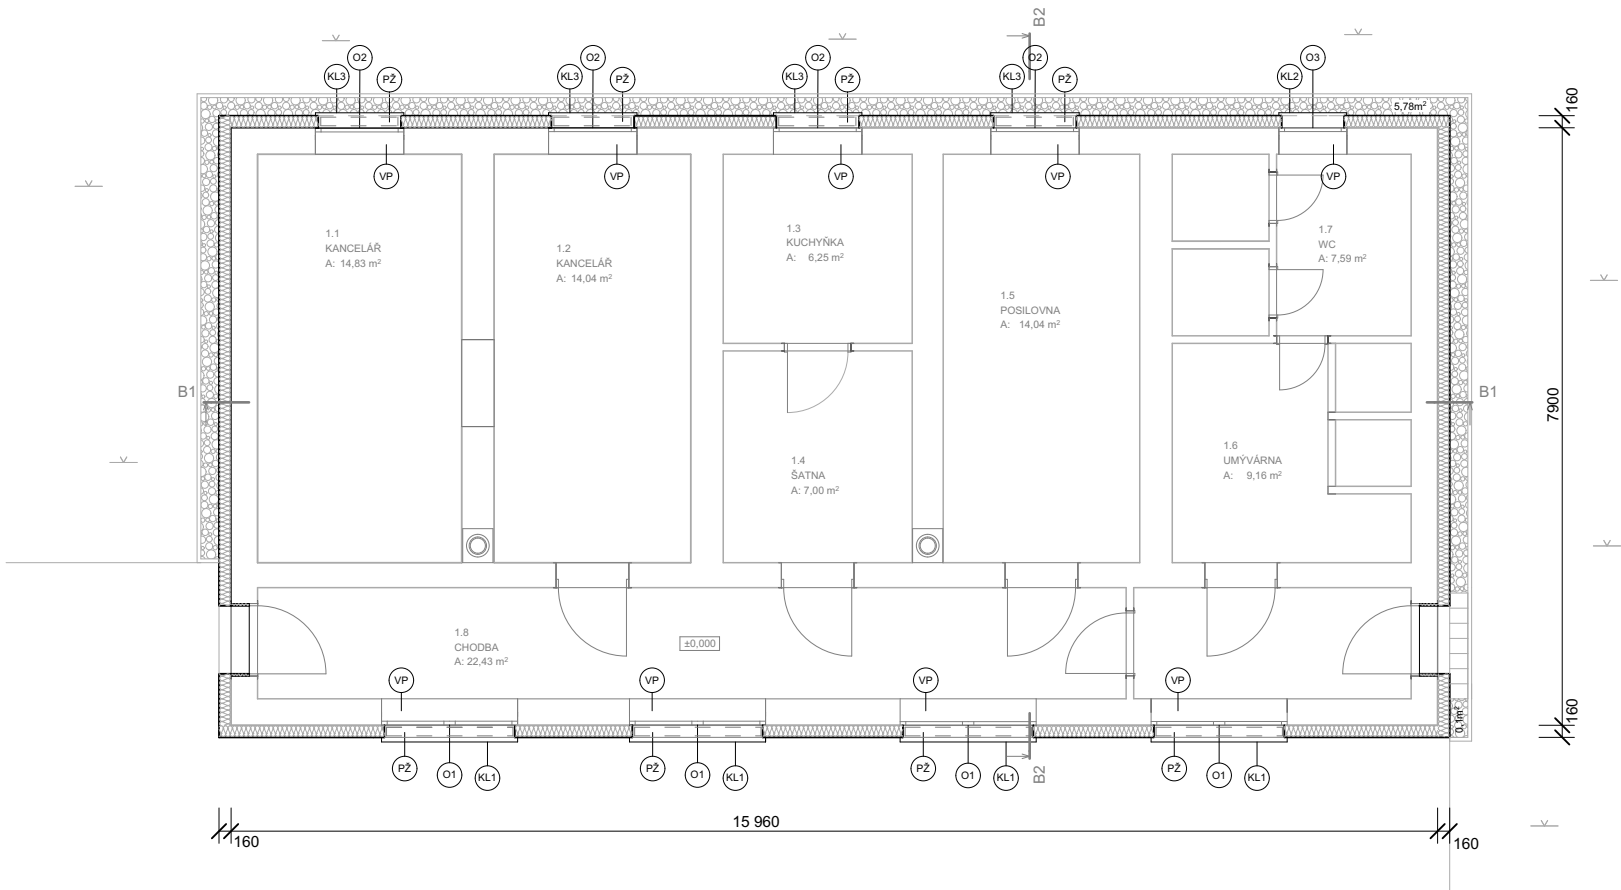 B2
O2
O2
O2
O2
O3
KL3
PŽ
KL3
PŽ
KL3
PŽ
KL3
PŽ
KL2
5,78m²
160
VP
VP
VP
VP
VP
1.1
KANCELÁŘ
A: 14,83 m²
1.2
KANCELÁŘ
A: 14,04 m²
1.3
KUCHYŇKA
A: 6,25 m²
1.5
POSILOVNA
A: 14,04 m²
1.7
WC
A: 7,59 m²
B1
B1
7900
1.4
ŠATNA
A: 7,00 m²
1.6
UMÝVÁRNA
A: 9,16 m²
1.8
CHODBA
A: 22,43 m²
±0,000
VP
VP
VP
VP
0,1m²
160
PŽ
O1
KL1
PŽ
O1
KL1
PŽ
O1
KL1
B2
PŽ
O1
KL1
15 960
160
160